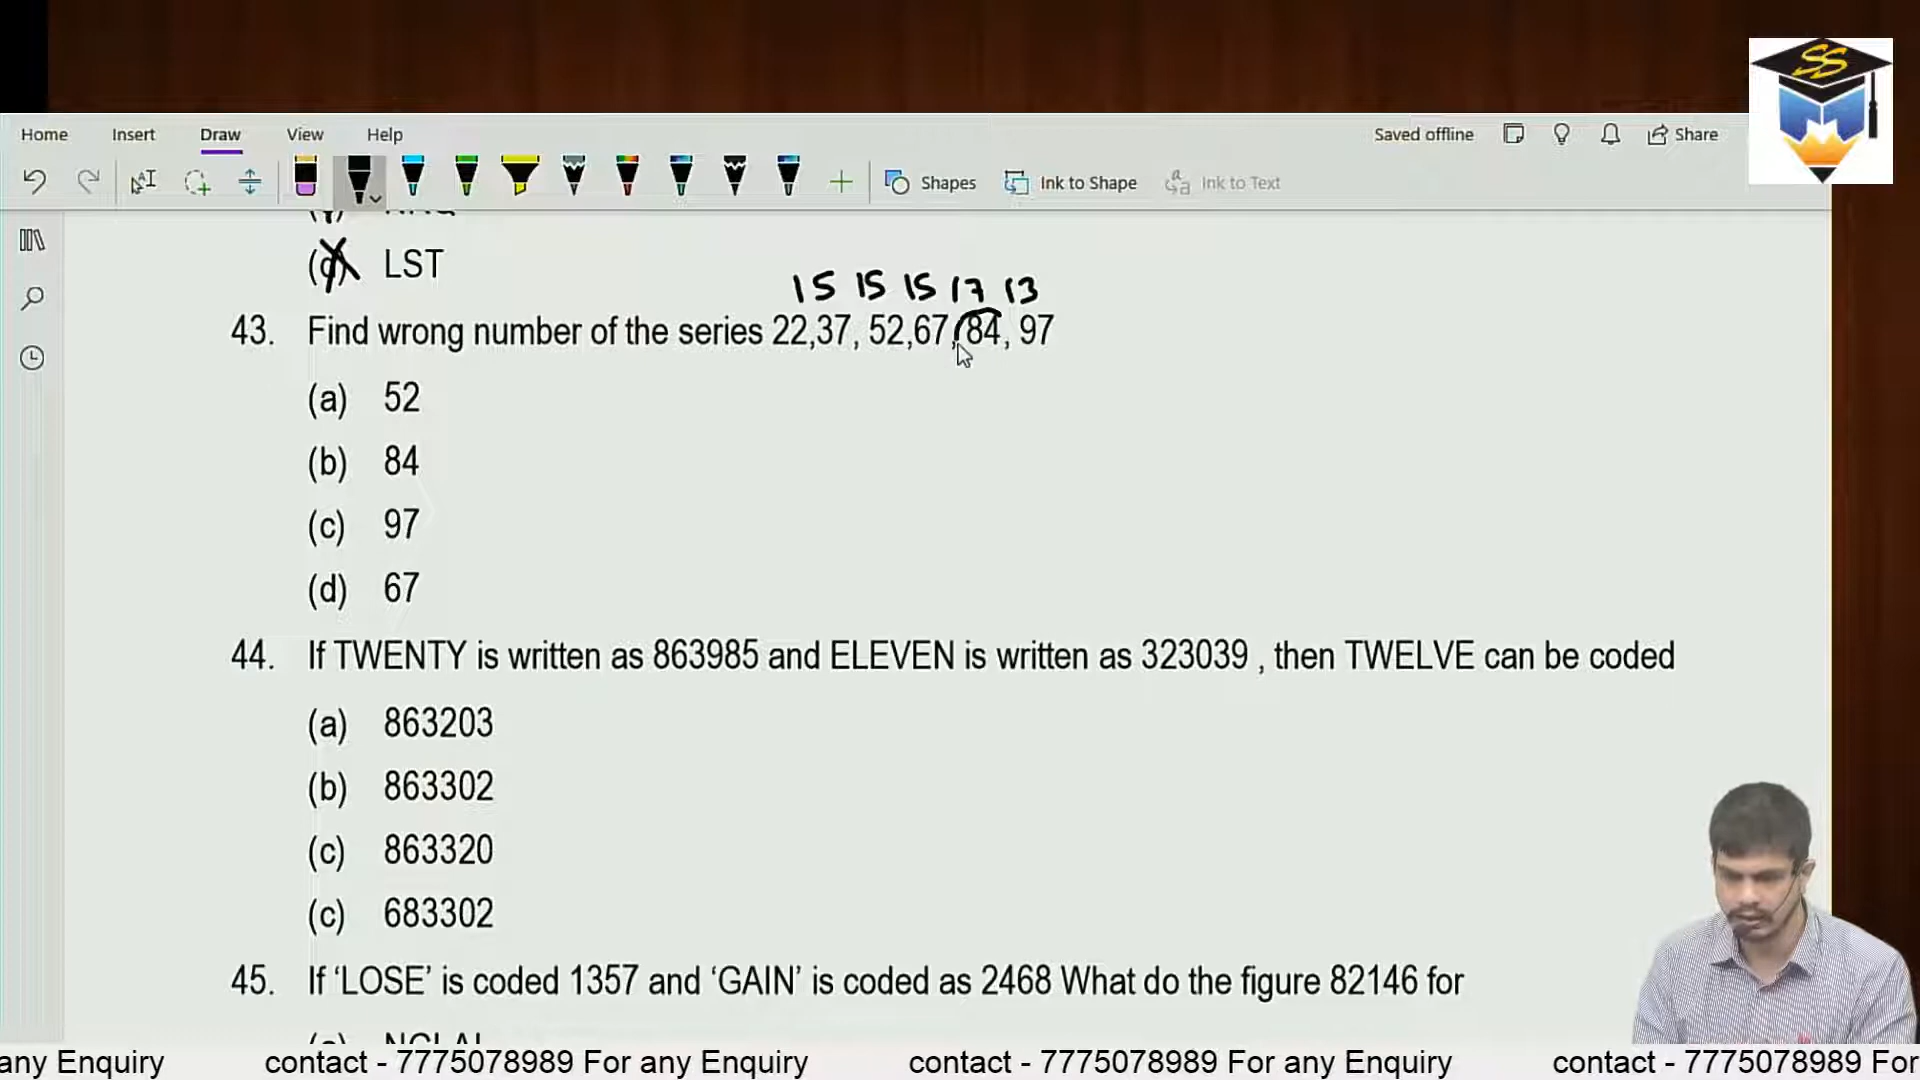 SS
Home Insert Draw View Help Saved offline Share
Shapes Ink to Shape Ink to Text
LST
15 15 15 17 13
43. Find wrong number of the series 22,37, 52,67, 84, 97
(a) 52
(b) 84
(c) 97
(d) 67
44. If TWENTY is written as 863985 and ELEVEN is written as 323039 , then TWELVE can be coded
(a) 863203
(b) 863302
(c) 863320
(c) 683302
45. If ‘LOSE’ is coded 1357 and ‘GAIN’ is coded as 2468 What do the figure 82146 for
any Enquiry contact - 7775078989 For any Enquiry contact - 7775078989 For any Enquiry contact - 7775078989 For